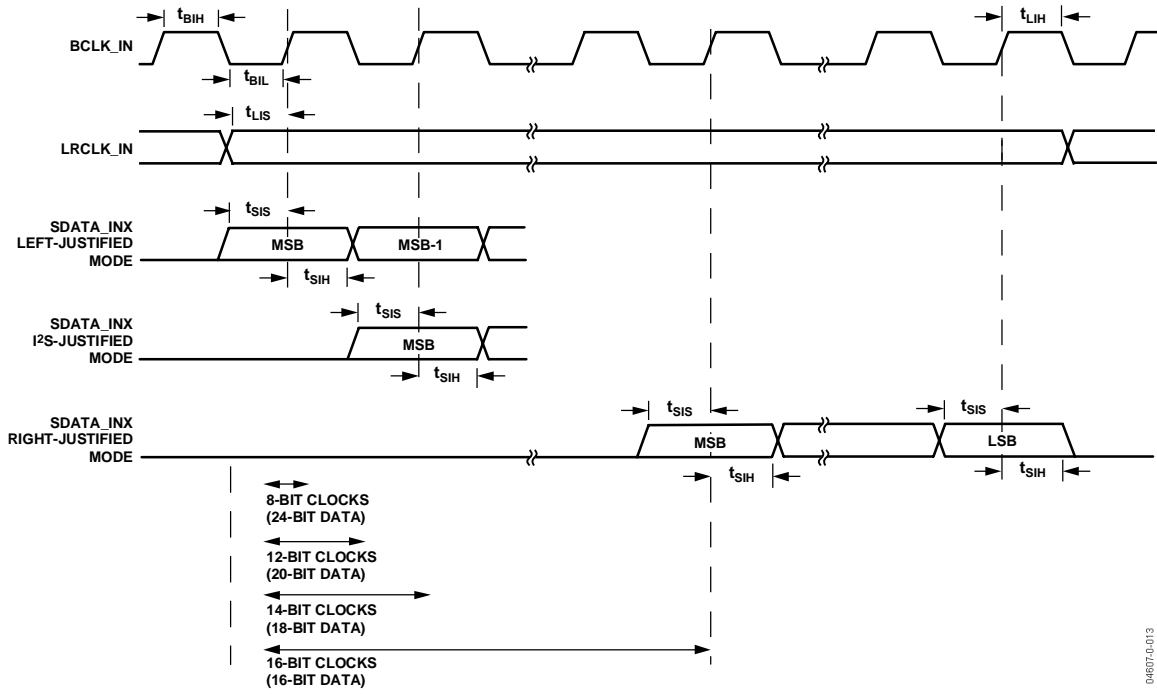 tBIH
tLIH
BCLK_IN
tBIL
tLIS
LRCLK_IN
tSIS
SDATA_INX
LEFT-JUSTIFIED
MODE
MSB
MSB-1
tSIH
tSIS
SDATA_INX
I2S-JUSTIFIED
MODE
MSB
tSIH
tSIS
tSIS
SDATA_INX
RIGHT-JUSTIFIED
MODE
MSB
LSB
tSIH
tSIH
8-BIT CLOCKS
(24-BIT DATA)
12-BIT CLOCKS
(20-BIT DATA)
14-BIT CLOCKS
(18-BIT DATA)
16-BIT CLOCKS
(16-BIT DATA)
04607-0-013